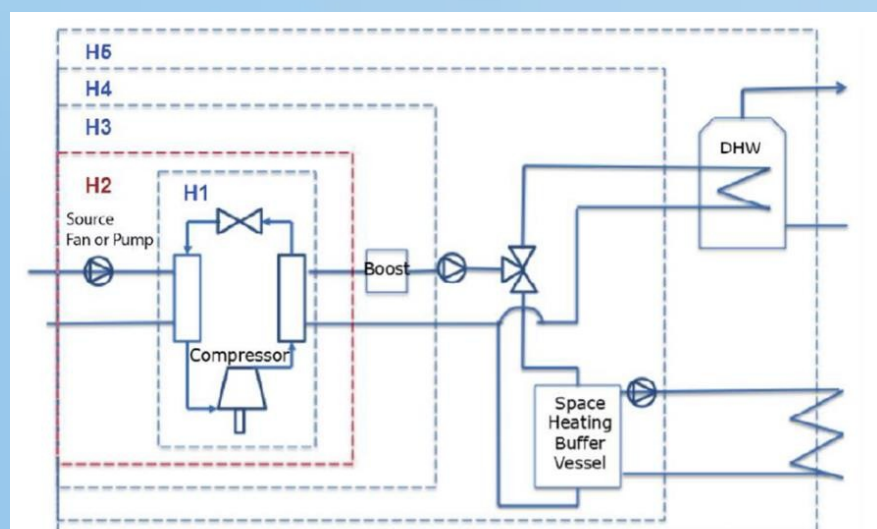 H5
H4
H3
H2
H1
Source
Fan or Pump
Compressor
Boost
DHW
Space
Heating
Buffer
Vessel